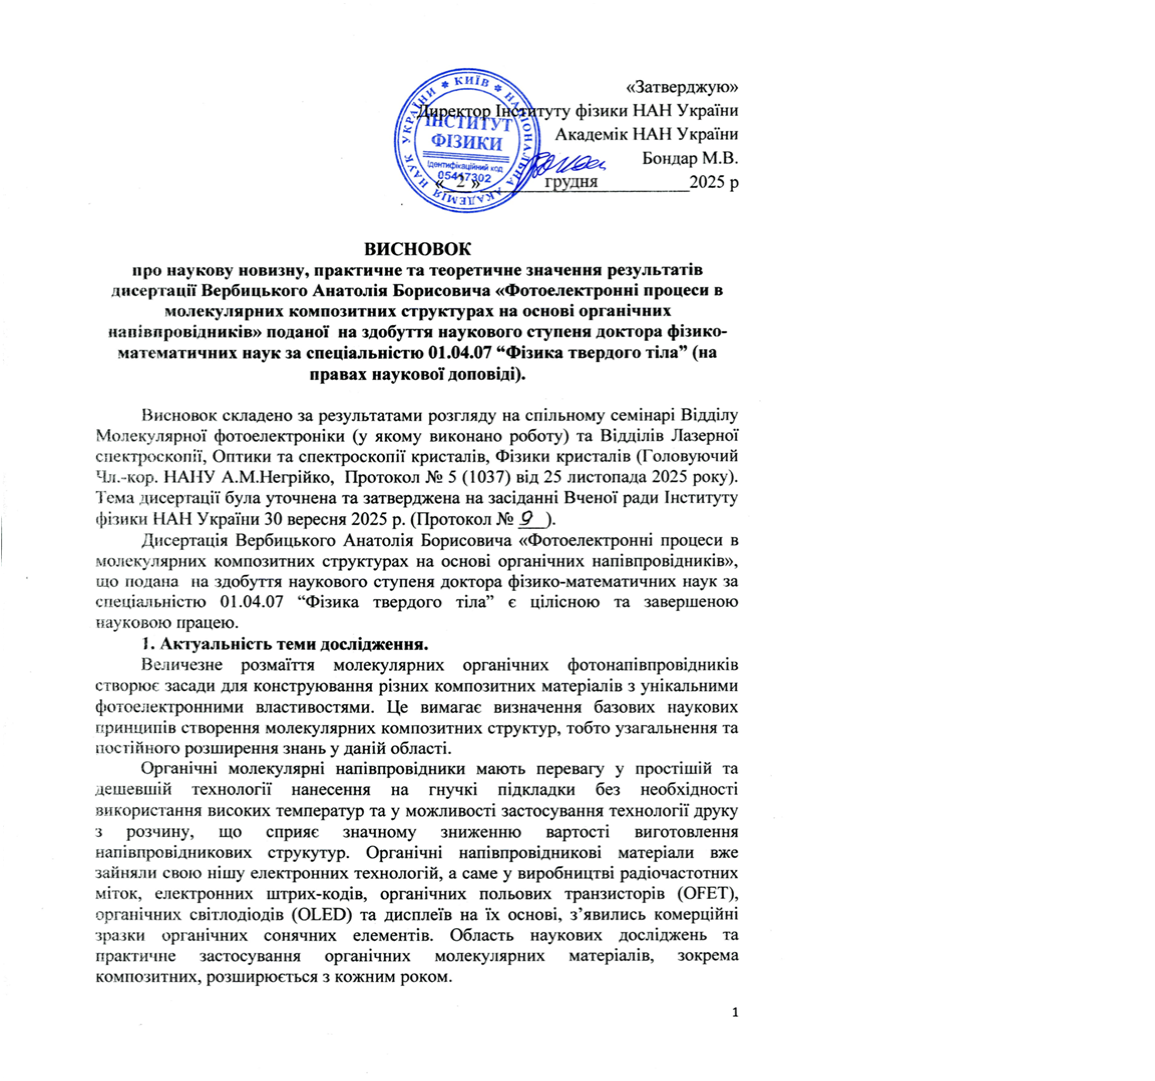 «Затверджую»
Директор Інституту фізики НАН України
Академік НАН України
Бондар М.В.
« 2 » грудня 2025 р
НАЦІОНАЛЬНА АКАДЕМІЯ НАУК УКРАЇНИ * КИЇВ *
ІНСТИТУТ
ФІЗИКИ
Ідентифікаційний код
05417302
ВИСНОВОК
про наукову новизну, практичне та теоретичне значення результатів
дисертації Вербицького Анатолія Борисовича «Фотоелектронні процеси в
молекулярних композитних структурах на основі органічних
напівпровідників» поданої на здобуття наукового ступеня доктора фізико-
математичних наук за спеціальністю 01.04.07 “Фізика твердого тіла” (на
правах наукової доповіді).
Висновок складено за результатами розгляду на спільному семінарі Відділу
Молекулярної фотоелектроніки (у якому виконано роботу) та Відділів Лазерної
спектроскопії, Оптики та спектроскопії кристалів, Фізики кристалів (Головуючий
Чл.-кор. НАНУ А.М.Негрійко, Протокол № 5 (1037) від 25 листопада 2025 року).
Тема дисертації була уточнена та затверджена на засіданні Вченої ради Інституту
фізики НАН України 30 вересня 2025 р. (Протокол № 9 ).
Дисертація Вербицького Анатолія Борисовича «Фотоелектронні процеси в
молекулярних композитних структурах на основі органічних напівпровідників»,
що подана на здобуття наукового ступеня доктора фізико-математичних наук за
спеціальністю 01.04.07 “Фізика твердого тіла” є цілісною та завершеною
науковою працею.
1. Актуальність теми дослідження.
Величезне розмаїття молекулярних органічних фотонапівпровідників
створює засади для конструювання різних композитних матеріалів з унікальними
фотоелектронними властивостями. Це вимагає визначення базових наукових
принципів створення молекулярних композитних структур, тобто узагальнення та
постійного розширення знань у даній області.
Органічні молекулярні напівпровідники мають перевагу у простішій та
дешевшій технології нанесення на гнучкі підкладки без необхідності
використання високих температур та у можливості застосування технології друку
з розчину, що сприяє значному зниженню вартості виготовлення
напівпровідникових струкутур. Органічні напівпровідникові матеріали вже
зайняли свою нішу електронних технологій, а саме у виробництві радіочастотних
міток, електронних штрих-кодів, органічних польових транзисторів (OFET),
органічних світлодіодів (OLED) та дисплеїв на їх основі, з’явились комерційні
зразки органічних сонячних елементів. Область наукових досліджень та
практичне застосування органічних молекулярних матеріалів, зокрема
композитних, розширюється з кожним роком.
1